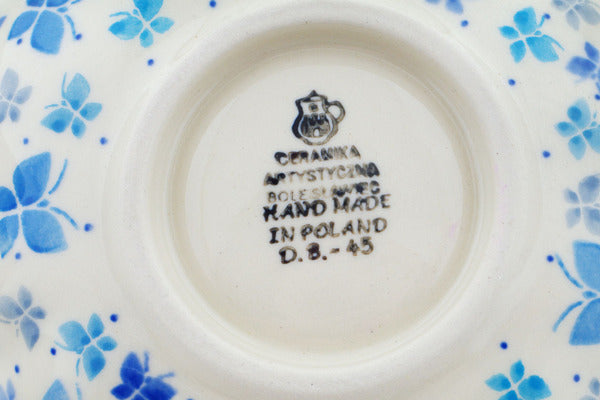 CERAMIKA
ARTYSTYCZNA
BOLESŁAWIEC
HAND MADE
IN POLAND
D.B.-45